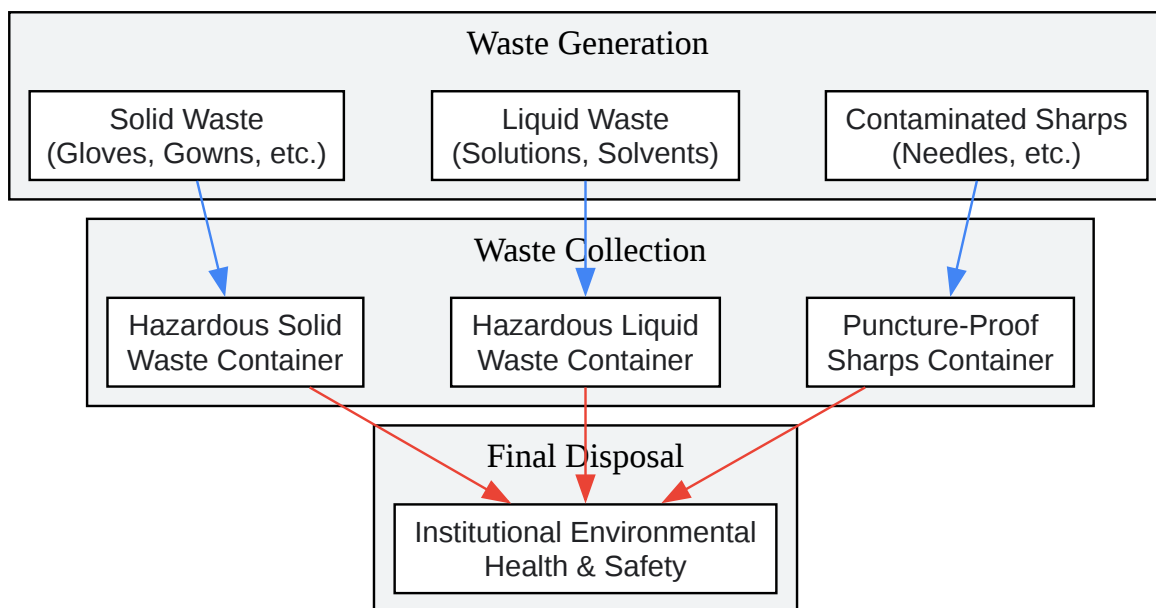 Waste Generation
Solid Waste
(Gloves, Gowns, etc.)
Liquid Waste
(Solutions, Solvents)
Contaminated Sharps
(Needles, etc.)
Waste Collection
Hazardous Solid
Waste Container
Hazardous Liquid
Waste Container
Puncture-Proof
Sharps Container
Final Disposal
Institutional Environmental
Health & Safety